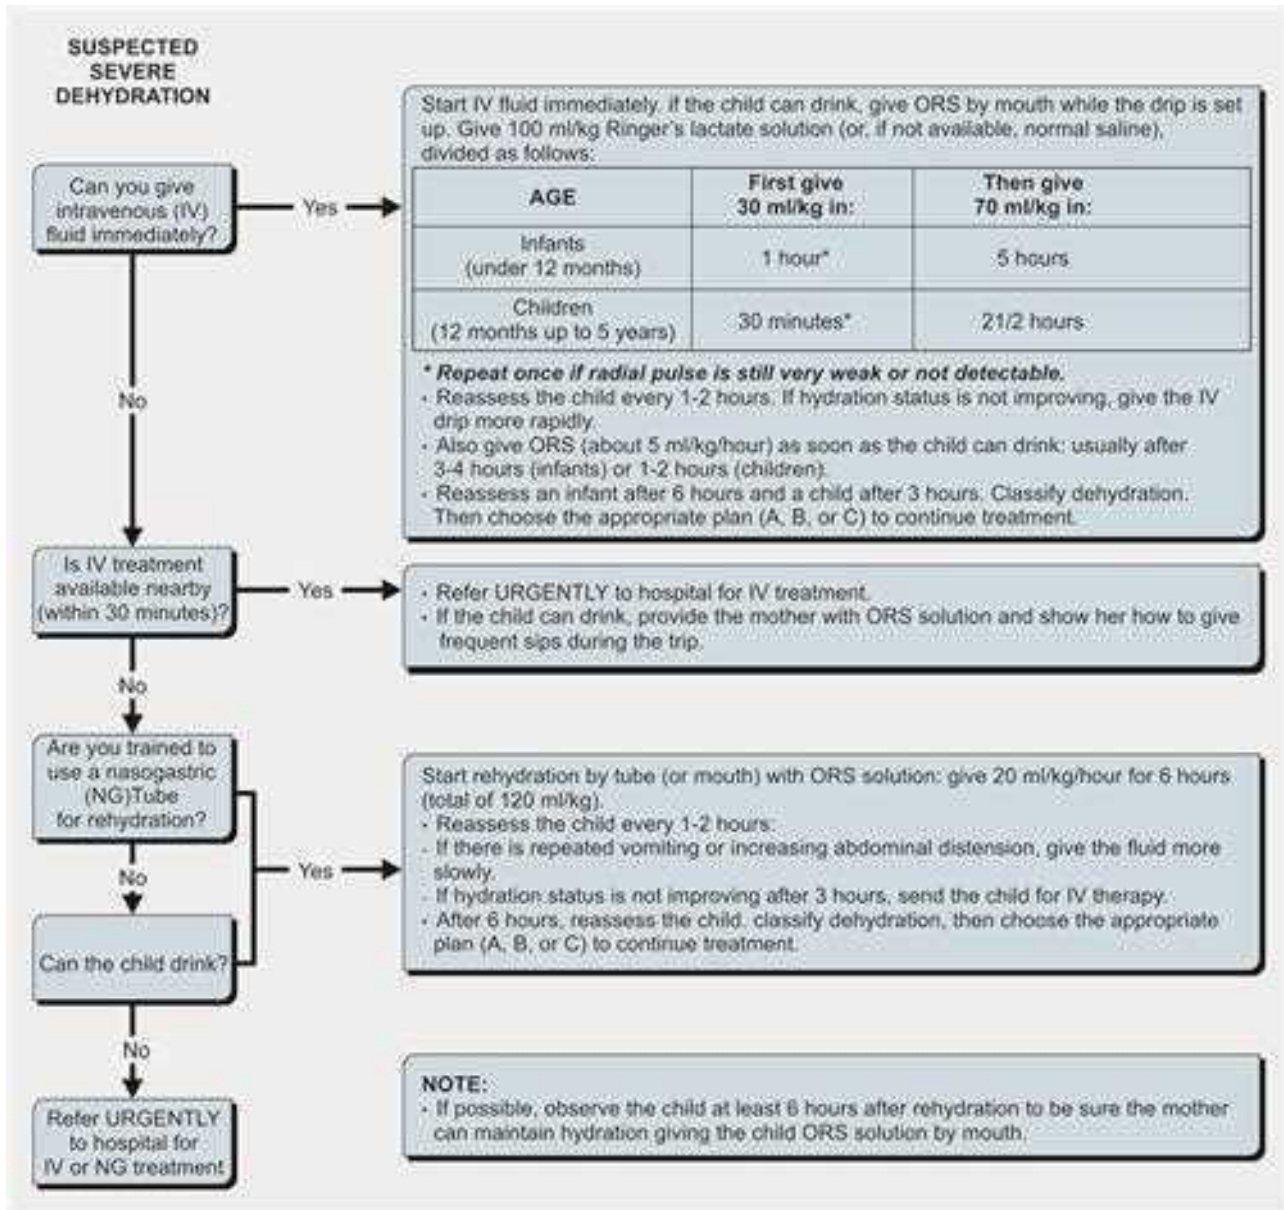 SUSPECTED
SEVERE
DEHYDRATION
Can you give
intravenous (IV)
fluid immediately?
Yes
Start IV fluid immediately. if the child can drink, give ORS by mouth while the drip is set
up. Give 100 ml/kg Ringer's lactate solution (or, if not available, normal saline),
divided as follows:
AGE
First give
30 ml/kg in:
Then give
70 ml/kg in:
Infants
(under 12 months)
1 hour*
5 hours
Children
(12 months up to 5 years)
30 minutes*
21/2 hours
* Repeat once if radial pulse is still very weak or not detectable.
- Reassess the child every 1-2 hours. If hydration status is not improving, give the IV
drip more rapidly.
- Also give ORS (about 5 ml/kg/hour) as soon as the child can drink: usually after
3-4 hours (infants) or 1-2 hours (children).
- Reassess an infant after 6 hours and a child after 3 hours. Classify dehydration.
Then choose the appropriate plan (A, B, or C) to continue treatment.
No
Is IV treatment
available nearby
(within 30 minutes)?
Yes
- Refer URGENTLY to hospital for IV treatment.
- If the child can drink, provide the mother with ORS solution and show her how to give
frequent sips during the trip.
No
Are you trained to
use a nasogastric
(NG)Tube
for rehydration?
No
Can the child drink?
Yes
Start rehydration by tube (or mouth) with ORS solution: give 20 ml/kg/hour for 6 hours
(total of 120 ml/kg).
- Reassess the child every 1-2 hours:
- If there is repeated vomiting or increasing abdominal distension, give the fluid more
slowly.
- If hydration status is not improving after 3 hours, send the child for IV therapy.
- After 6 hours, reassess the child. classify dehydration, then choose the appropriate
plan (A, B, or C) to continue treatment.
No
Refer URGENTLY
to hospital for
IV or NG treatment
NOTE:
- If possible, observe the child at least 6 hours after rehydration to be sure the mother
can maintain hydration giving the child ORS solution by mouth.